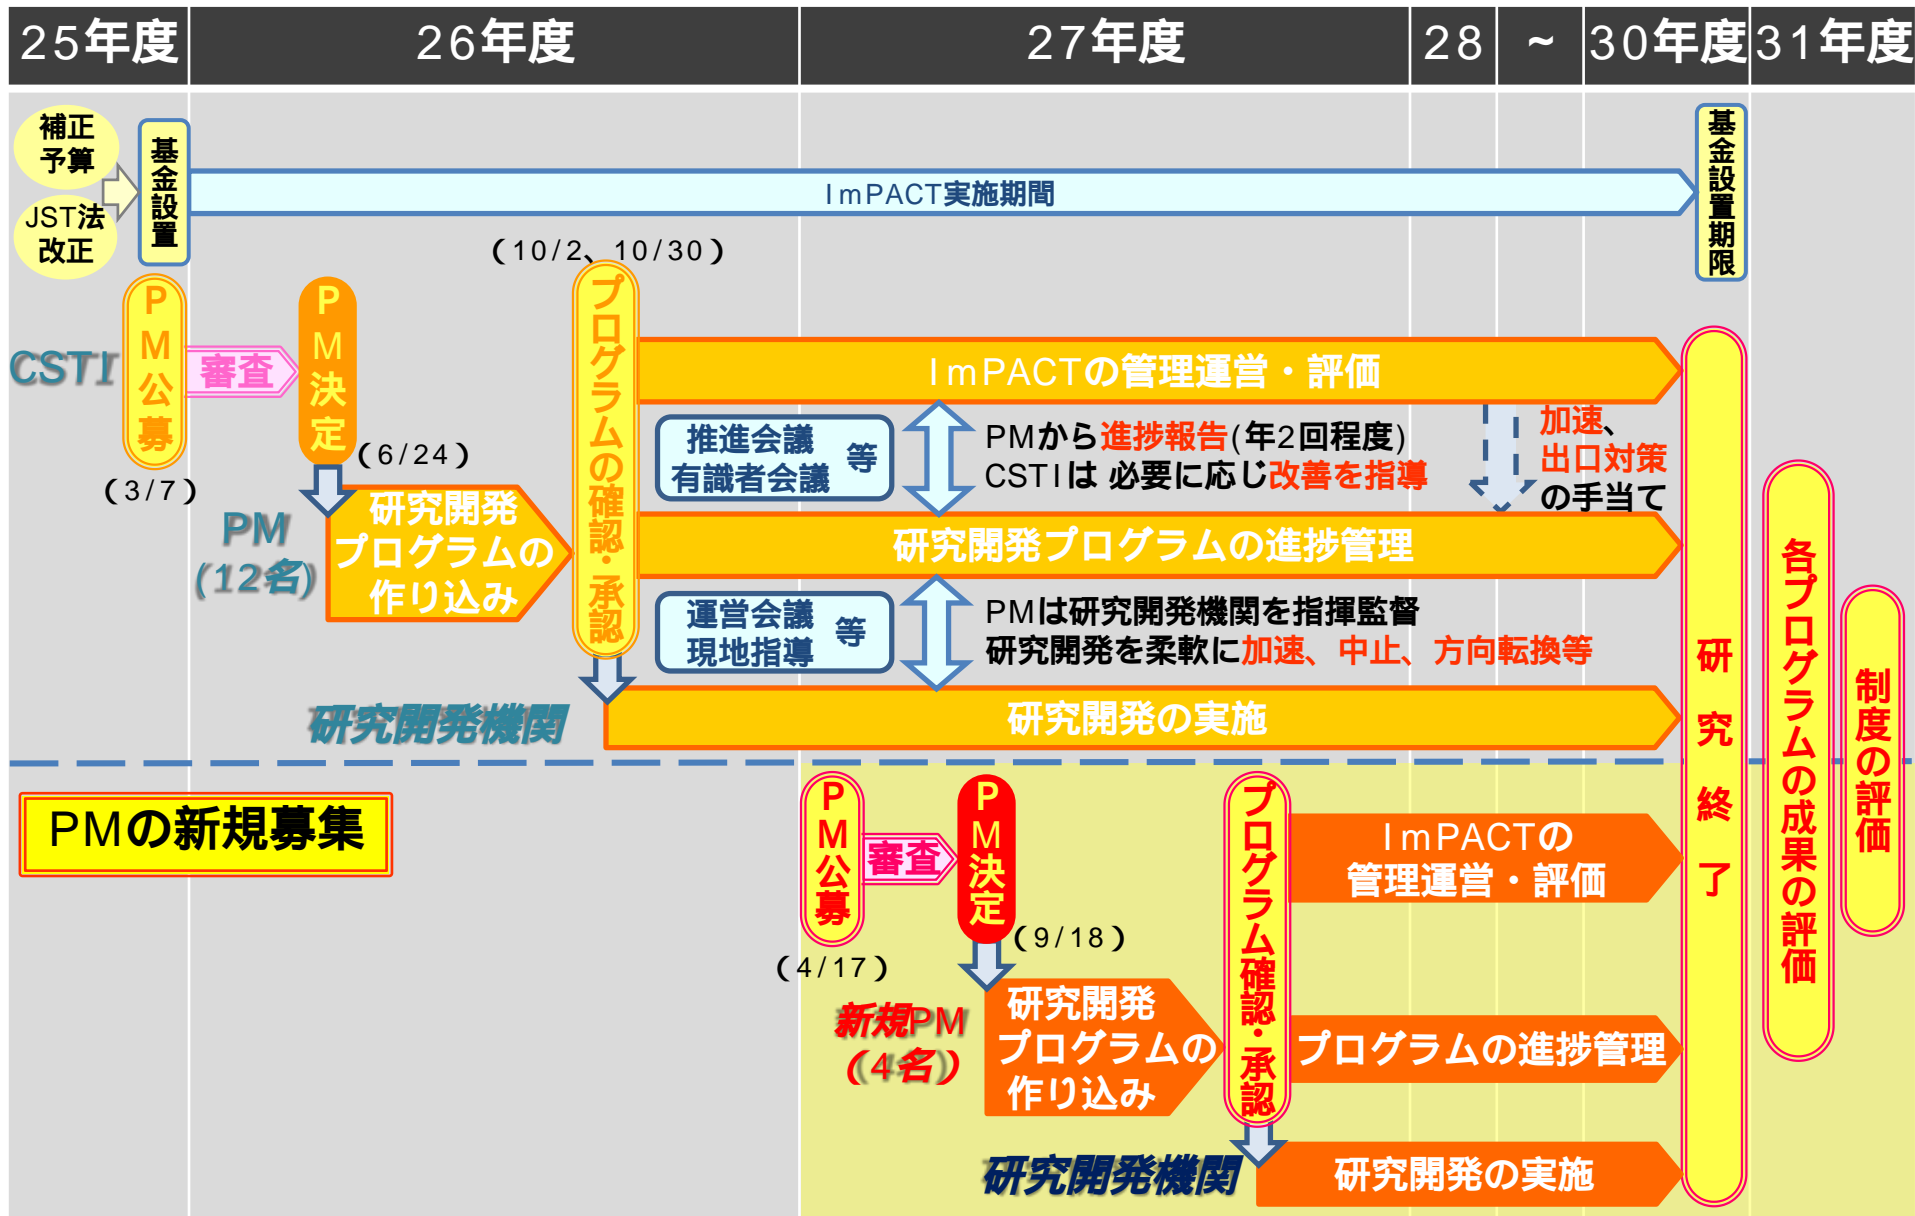 25年度
26年度
27年度
28
~
30年度
31年度
補正
予算
JST法
改正
基金設置
ImPACT実施期間
基金設置期限
(10/2、10/30)
CSTI
PM公募
(3/7)
審査
PM決定
(6/24)
プログラムの確認・承認
ImPACTの管理運営・評価
推進会議
有識者会議
等
PMから進捗報告(年2回程度)
CSTIは 必要に応じ改善を指導
加速、
出口対策
の手当て
PM
(12名)
研究開発
プログラムの
作り込み
研究開発プログラムの進捗管理
運営会議
現地指導
等
PMは研究開発機関を指揮監督
研究開発を柔軟に加速、中止、方向転換等
研究開発機関
研究開発の実施
研究終了
各プログラムの成果の評価
制度の評価
PMの新規募集
PM公募
(4/17)
審査
PM決定
(9/18)
プログラム確認・承認
ImPACTの
管理運営・評価
新規PM
(4名)
研究開発
プログラムの
作り込み
プログラムの進捗管理
研究開発機関
研究開発の実施